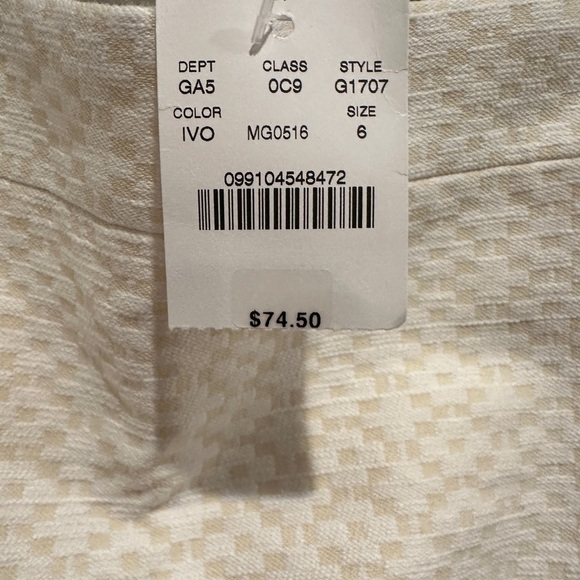 DEPT CLASS STYLE
GA5 0C9 G1707
COLOR SIZE
IVO MG0516 6
099104548472
$74.50